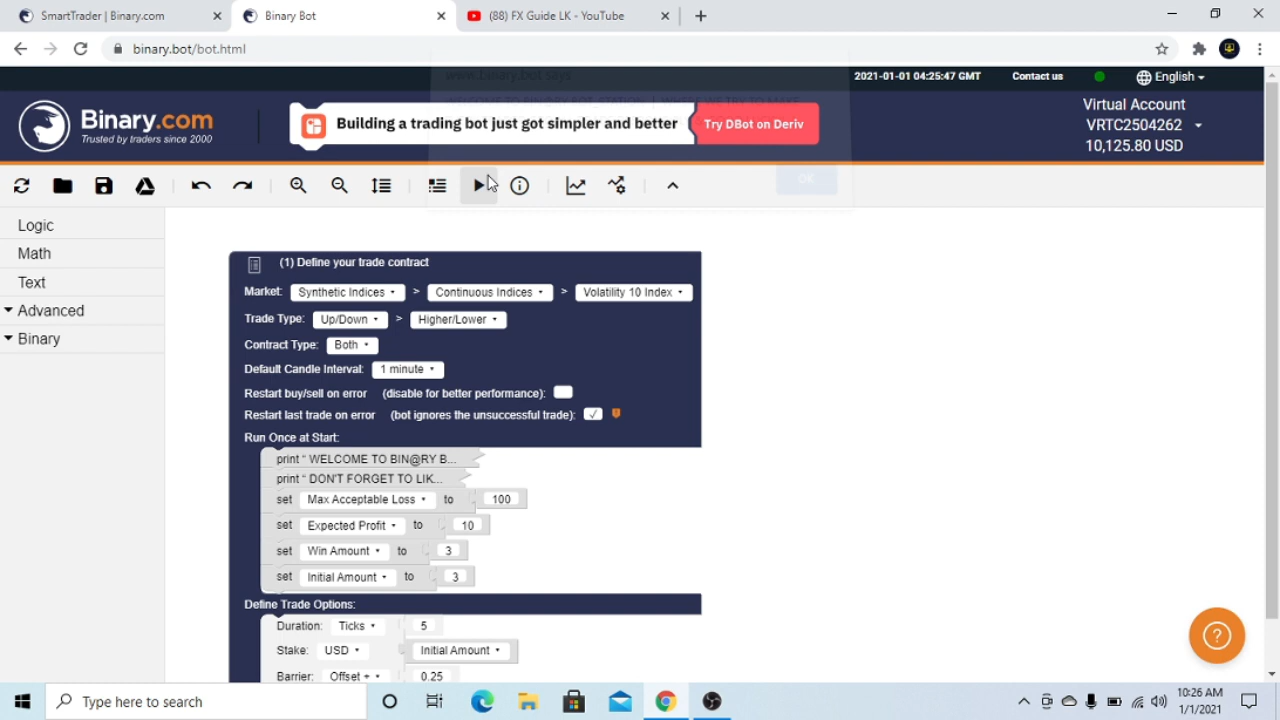 SmartTrader | Binary.com
Binary Bot
(88) FX Guide LK - YouTube
binary.bot/bot.html
www.binary.bot says
2021-01-01 04:25:47 GMT
Contact us
English
Binary.com
Trusted by traders since 2000
Building a trading bot just got simpler and better
Try DBot on Deriv
Virtual Account
VRTC2504262
10,125.80 USD
OK
Logic
Math
Text
Advanced
Binary
(1) Define your trade contract
Market: Synthetic Indices > Continuous Indices > Volatility 10 Index
Trade Type: Up/Down > Higher/Lower
Contract Type: Both
Default Candle Interval: 1 minute
Restart buy/sell on error (disable for better performance):
Restart last trade on error (bot ignores the unsuccessful trade): ✓
Run Once at Start:
print “ WELCOME TO BIN@RY B...
print “ DON'T FORGET TO LIK...
set Max Acceptable Loss to 100
set Expected Profit to 10
set Win Amount to 3
set Initial Amount to 3
Define Trade Options:
Duration: Ticks 5
Stake: USD Initial Amount
Barrier: Offset + 0.25
Type here to search
10:26 AM
1/1/2021